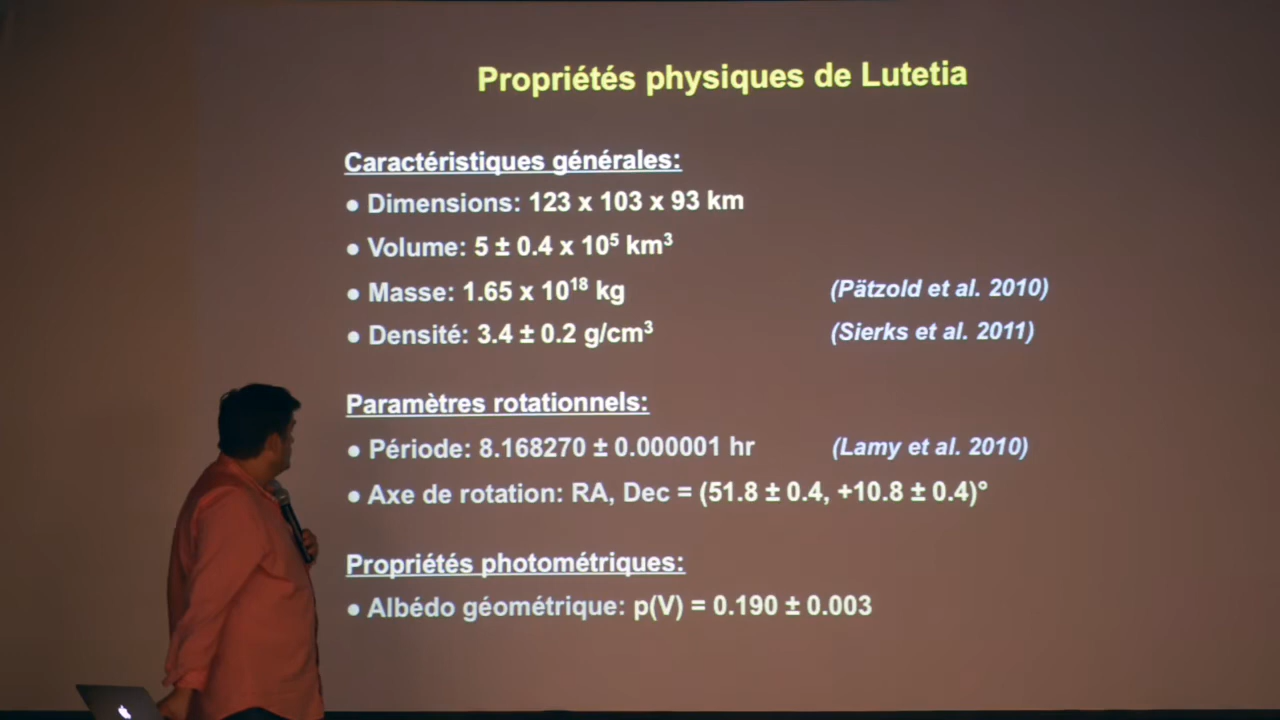 Propriétés physiques de Lutetia
Caractéristiques générales:
● Dimensions: 123 x 103 x 93 km
● Volume: 5 ± 0.4 x 10⁵ km³
● Masse: 1.65 x 10¹⁸ kg (Pätzold et al. 2010)
● Densité: 3.4 ± 0.2 g/cm³ (Sierks et al. 2011)
Paramètres rotationnels:
● Période: 8.168270 ± 0.000001 hr (Lamy et al. 2010)
● Axe de rotation: RA, Dec = (51.8 ± 0.4, +10.8 ± 0.4)°
Propriétés photométriques:
● Albédo géométrique: p(V) = 0.190 ± 0.003